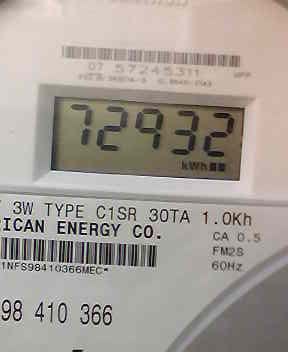 07 57245311
72932
kWh
3W TYPE C1SR 30TA 1.0Kh
RICAN ENERGY CO.
CA 0.5
FM2S
60Hz
1NFS98410366MEC*
98 410 366